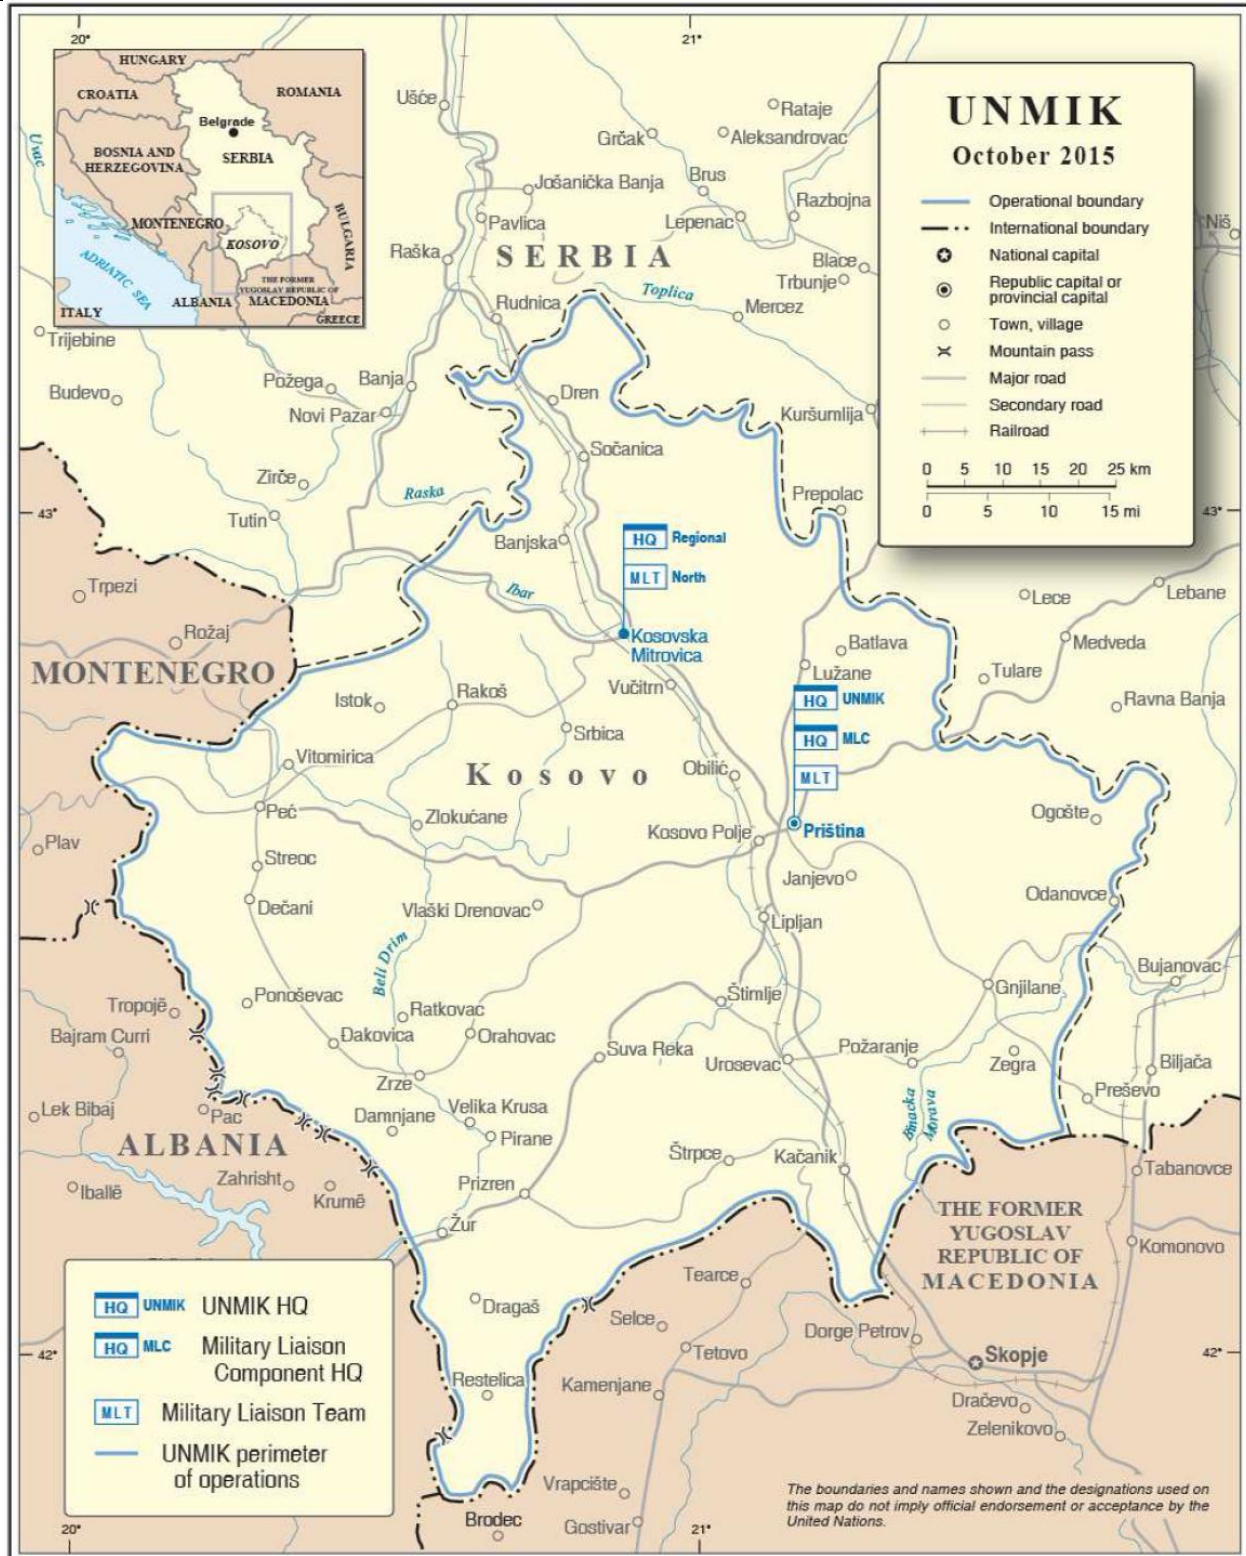 20°
21°
HUNGARY
CROATIA
ROMANIA
Belgrade
BOSNIA AND
HERZEGOVINA
SERBIA
MONTENEGRO
KOSOVO
BULGARIA
ADRIATIC SEA
THE FORMER
YUGOSLAV REPUBLIC OF
MACEDONIA
ALBANIA
ITALY
GREECE
UNMIK
October 2015
Operational boundary
International boundary
National capital
Republic capital or
provincial capital
Town, village
Mountain pass
Major road
Secondary road
Railroad
0 5 10 15 20 25 km
0 5 10 15 mi
Uvac
Ušće
Rataje
Grčak
Aleksandrovac
Brus
Jošanička Banja
Razbojna
Pavlica
Lepenac
Niš
Raška
SERBIA
Blace
Trbunje
Toplica
Rudnica
Mercez
Trijebine
Požega
Banja
Budevo
Dren
Novi Pazar
Kuršumlija
Sočanica
Zirče
Raska
Prepolac
43°
43°
Tutin
Banjska
HQ Regional
MLT North
Ibar
Trpezi
Lece
Lebane
Rožaj
Kosovska
Mitrovica
Batlava
Medveda
MONTENEGRO
Lužane
Tulare
Vučitrn
Istok
Rakoš
HQ UNMIK
Ravna Banja
Srbica
HQ MLC
Vitomirica
Kosovo
Obilić
MLT
Peć
Zlokućane
Ogošte
Kosovo Polje
Priština
Plav
Streoc
Janjevo
Dečani
Vlaški Drenovac
Odanovce
Lipljan
Beli Drim
Bujanovac
Ponoševac
Štimlje
Gnjilane
Tropojë
Ratkovac
Bajram Curri
Đakovica
Orahovac
Suva Reka
Požaranje
Urosevac
Zegra
Biljača
Zrze
Preševo
Lek Bibaj
Pac
Damnjane
Velika Krusa
Binacka
Morava
ALBANIA
Pirane
Štrpce
Kačanik
Tabanovce
Iballë
Zahrisht
Krumë
Prizren
Žur
THE FORMER
YUGOSLAV
REPUBLIC OF
MACEDONIA
Komonovo
Tearce
Dragaš
Selce
Dorge Petrov
42°
42°
Tetovo
Skopje
Restelica
Kamenjane
Dračevo
Zelenikovo
Vrapcište
Brodec
Gostivar
HQ UNMIK UNMIK HQ
HQ MLC Military Liaison
Component HQ
MLT Military Liaison Team
UNMIK perimeter
of operations
The boundaries and names shown and the designations used on
this map do not imply official endorsement or acceptance by the
United Nations.
20°
21°